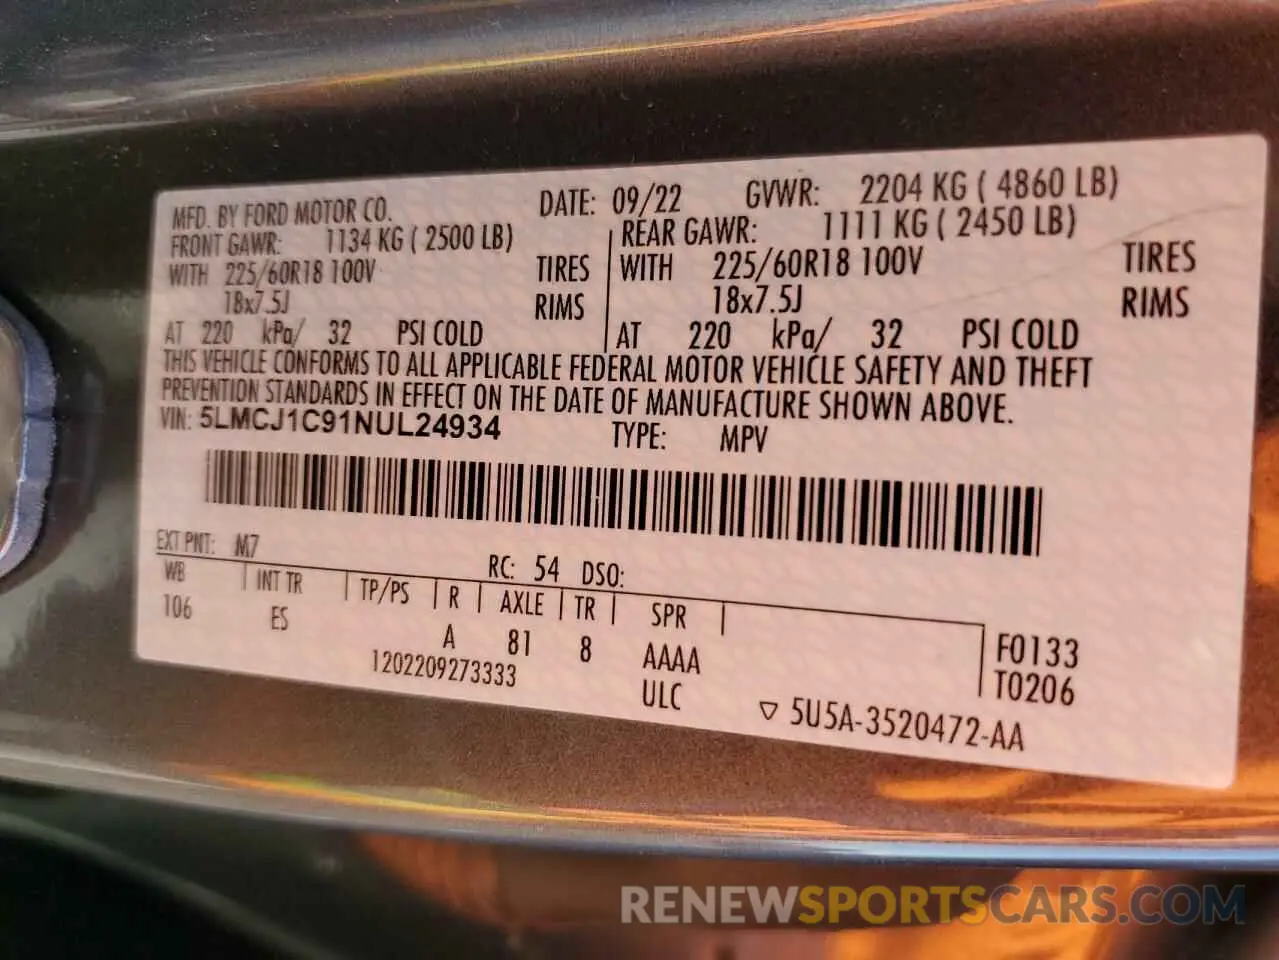 MFD. BY FORD MOTOR CO. DATE: 09/22 GVWR: 2204 KG ( 4860 LB)
FRONT GAWR: 1134 KG ( 2500 LB) REAR GAWR: 1111 KG ( 2450 LB)
WITH 225/60R18 100V TIRES WITH 225/60R18 100V TIRES
18x7.5J RIMS 18x7.5J RIMS
AT 220 kPa/ 32 PSI COLD AT 220 kPa/ 32 PSI COLD
THIS VEHICLE CONFORMS TO ALL APPLICABLE FEDERAL MOTOR VEHICLE SAFETY AND THEFT
PREVENTION STANDARDS IN EFFECT ON THE DATE OF MANUFACTURE SHOWN ABOVE.
VIN: 5LMCJ1C91NUL24934 TYPE: MPV
EXT PNT: M7 RC: 54 DSO:
WB INT TR TP/PS R AXLE TR SPR
106 ES A 81 8 AAAA F0133
1202209273333 ULC T0206
▽ 5U5A-3520472-AA
RENEWSPORTSCARS.COM